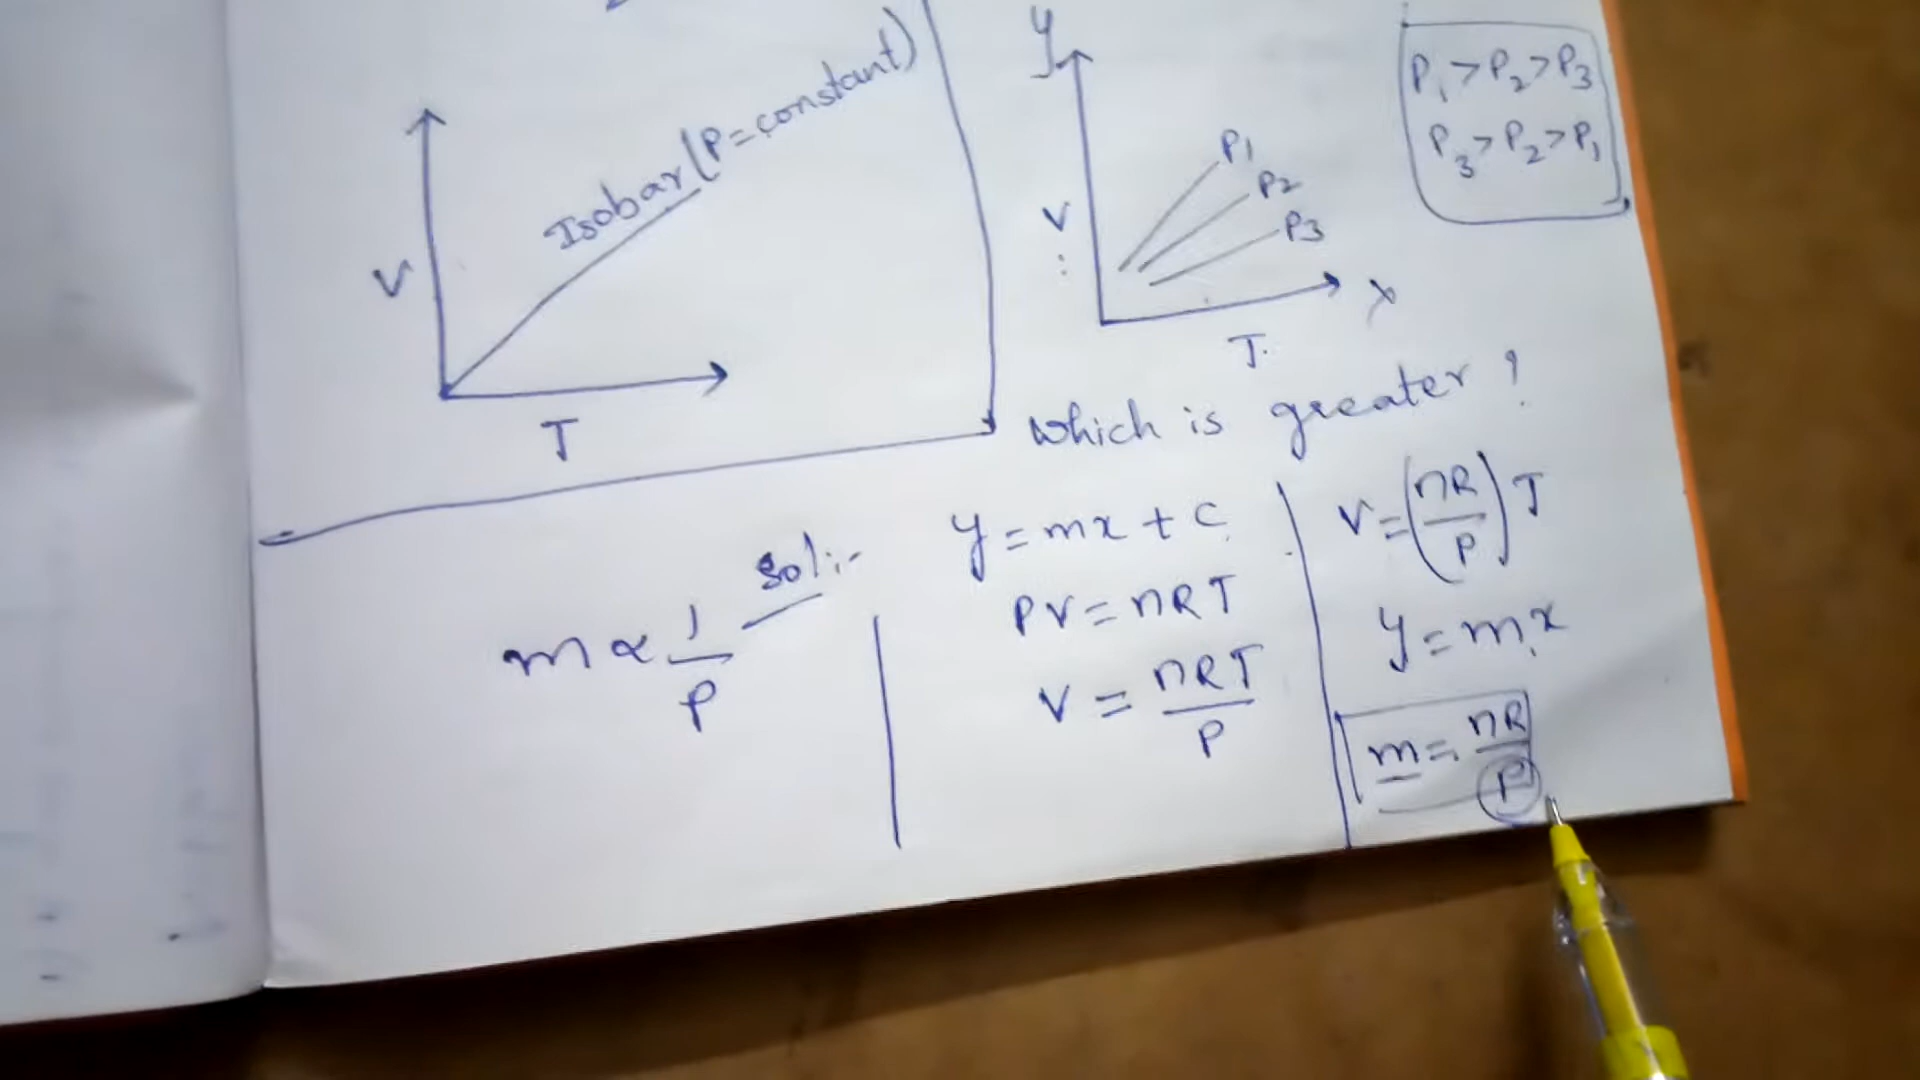 V
Isobar (P=constant)
T
y
P1
P2
P3
V
x
T.
P₁ > P₂ > P₃
P₃ > P₂ > P₁
which is greater?
sol:-
m ∝ 1/P
y = mx + c
PV = nRT
V = nRT/P
V = (nR/P) T
y = mx
m = nR/P